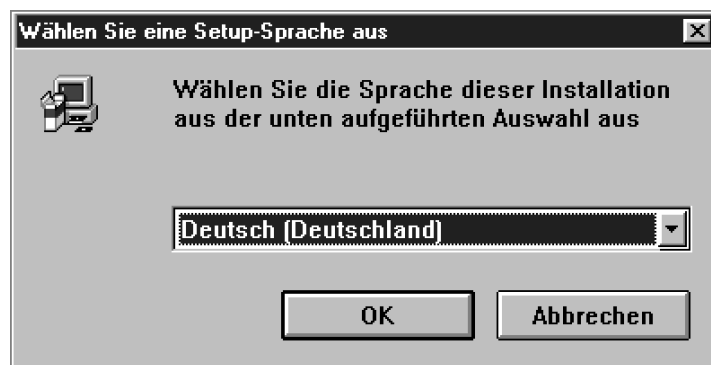 Wählen Sie eine Setup-Sprache aus
Wählen Sie die Sprache dieser Installation
aus der unten aufgeführten Auswahl aus
Deutsch (Deutschland)
OK
Abbrechen